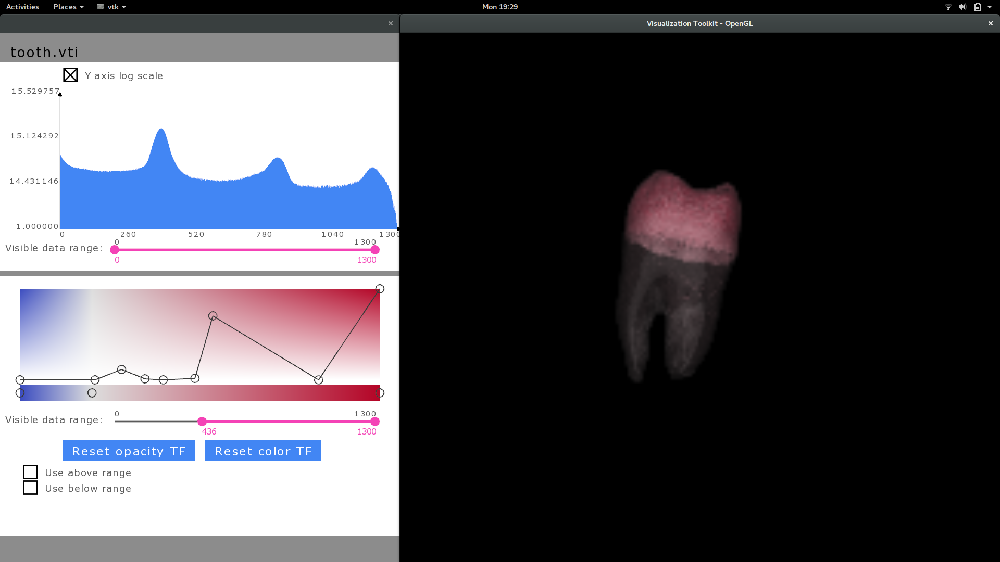 Activities Places vtk Mon 19:29
Visualization Toolkit - OpenGL
tooth.vti
Y axis log scale
15.529757
15.124292
14.431146
1.000000
0 260 520 780 1040 1300
0 1300
Visible data range:
0 1300
0 1300
Visible data range:
436 1300
Reset opacity TF Reset color TF
Use above range
Use below range